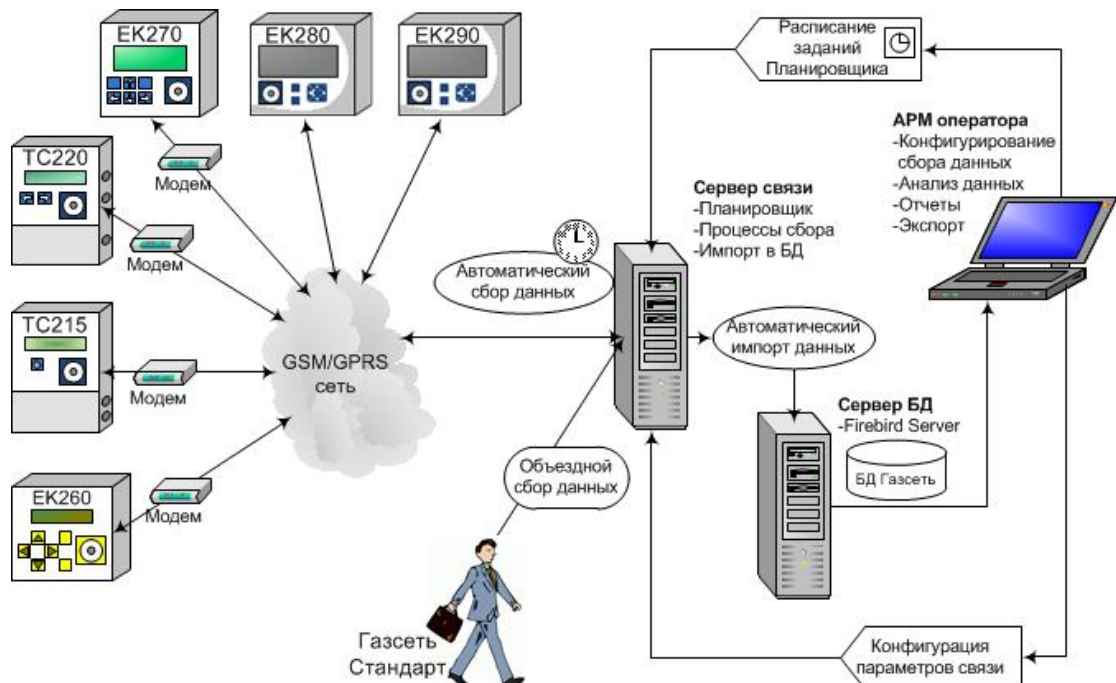 EK270
EK280
EK290
Расписание
заданий
Планировщика
TC220
Модем
Модем
АРМ оператора
-Конфигурирование
сбора данных
-Анализ данных
-Отчеты
-Экспорт
Сервер связи
-Планировщик
-Процессы сбора
-Импорт в БД
Автоматический
сбор данных
TC215
Модем
GSM/GPRS
сеть
Автоматический
импорт данных
Сервер БД
-Firebird Server
БД Газсеть
EK260
Модем
Объездной
сбор данных
Газсеть
Стандарт
Конфигурация
параметров связи